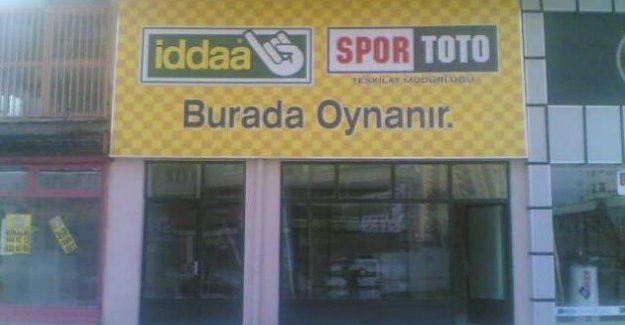 iddaa
SPOR TOTO
TEŞKİLAT MÜDÜRLÜĞÜ
Burada Oynanır.